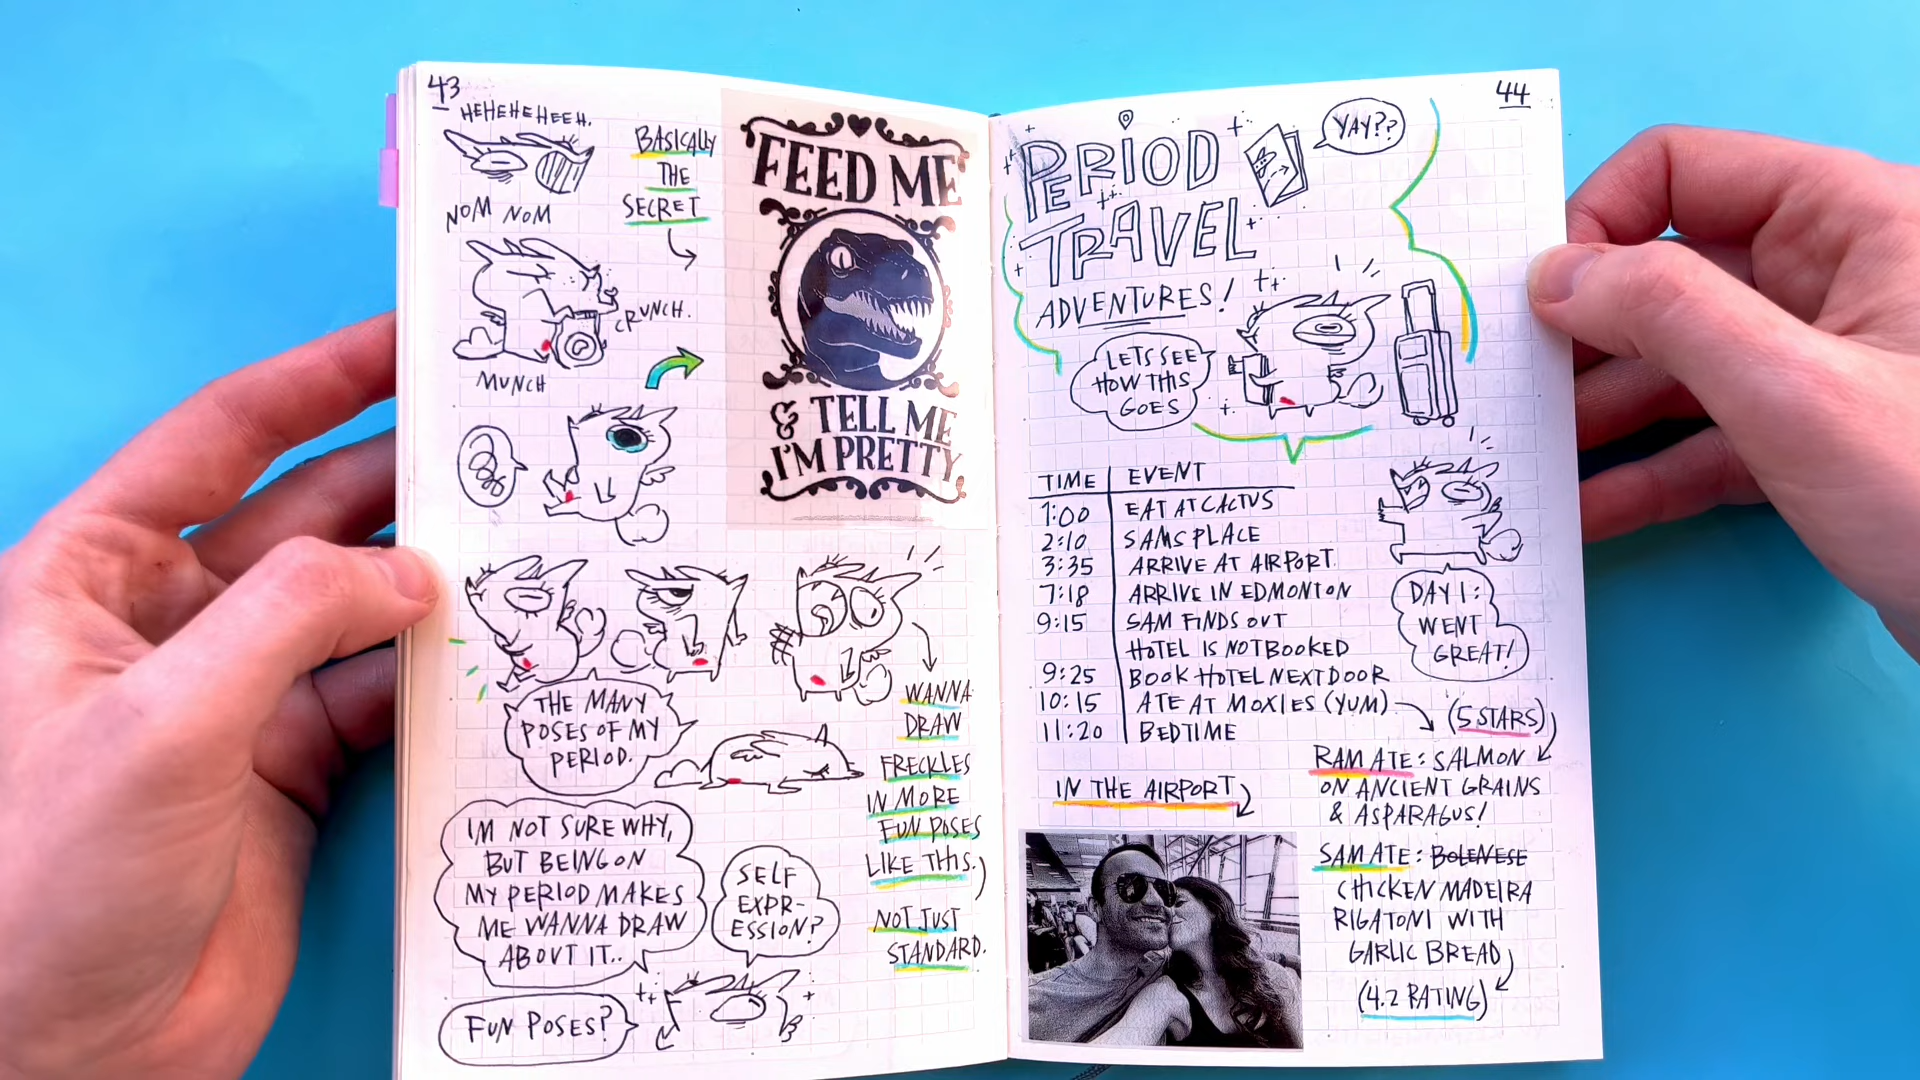 43
HEHEHEHEEH.
NOM NOM
CRUNCH.
MUNCH
BASICALLY
THE
SECRET
FEED ME
& TELL ME
I'M PRETTY
THE MANY
POSES OF MY
PERIOD.
WANNA
DRAW
FRECKLES
IN MORE
FUN POSES
LIKE THIS.
NOT JUST
STANDARD.
IM NOT SURE WHY,
BUT BEING ON
MY PERIOD MAKES
ME WANNA DRAW
ABOUT IT..
SELF
EXPR-
ESSION?
FUN POSES?
44
PERIOD
TRAVEL
ADVENTURES!
YAY??
LETS SEE
HOW THIS
GOES
TIME EVENT
1:00 EAT AT CACTUS
2:10 SAMS PLACE
3:35 ARRIVE AT AIRPORT
7:18 ARRIVE IN EDMONTON
9:15 SAM FINDS OUT
HOTEL IS NOT BOOKED
9:25 BOOK HOTEL NEXT DOOR
10:15 ATE AT MOXIES (YUM)
11:20 BEDTIME
DAY 1:
WENT
GREAT!
(5 STARS)
RAM ATE: SALMON
ON ANCIENT GRAINS
& ASPARAGUS!
SAM ATE: BOLENESE
CHICKEN MADEIRA
RIGATONI WITH
GARLIC BREAD
(4.2 RATING)
IN THE AIRPORT